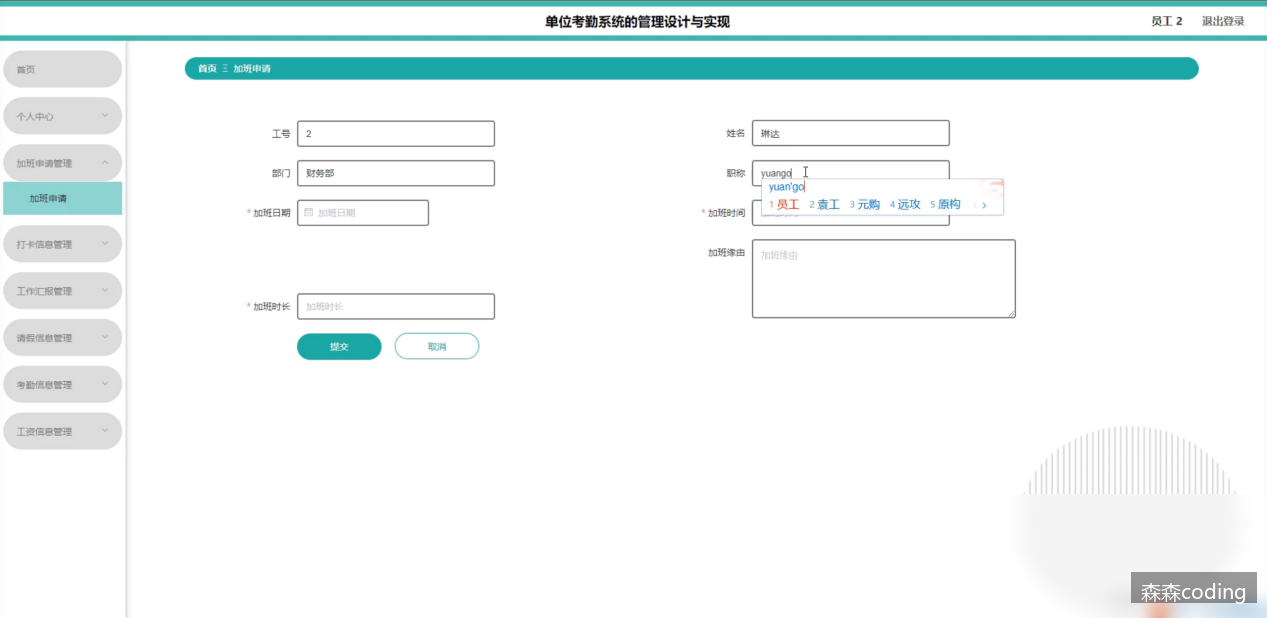 单位考勤系统的管理设计与实现
员工 2 退出登录
首页
个人中心
加班申请管理
加班申请
打卡信息管理
工作汇报管理
请假信息管理
考勤信息管理
工资信息管理
首页 Ξ 加班申请
工号 2
姓名 琳达
部门 财务部
职称 yuango
yuan'go
1 员工 2 袁工 3 元购 4 远攻 5 原构
* 加班日期 加班日期
* 加班时间
加班缘由 加班缘由
* 加班时长 加班时长
提交 取消
森森coding